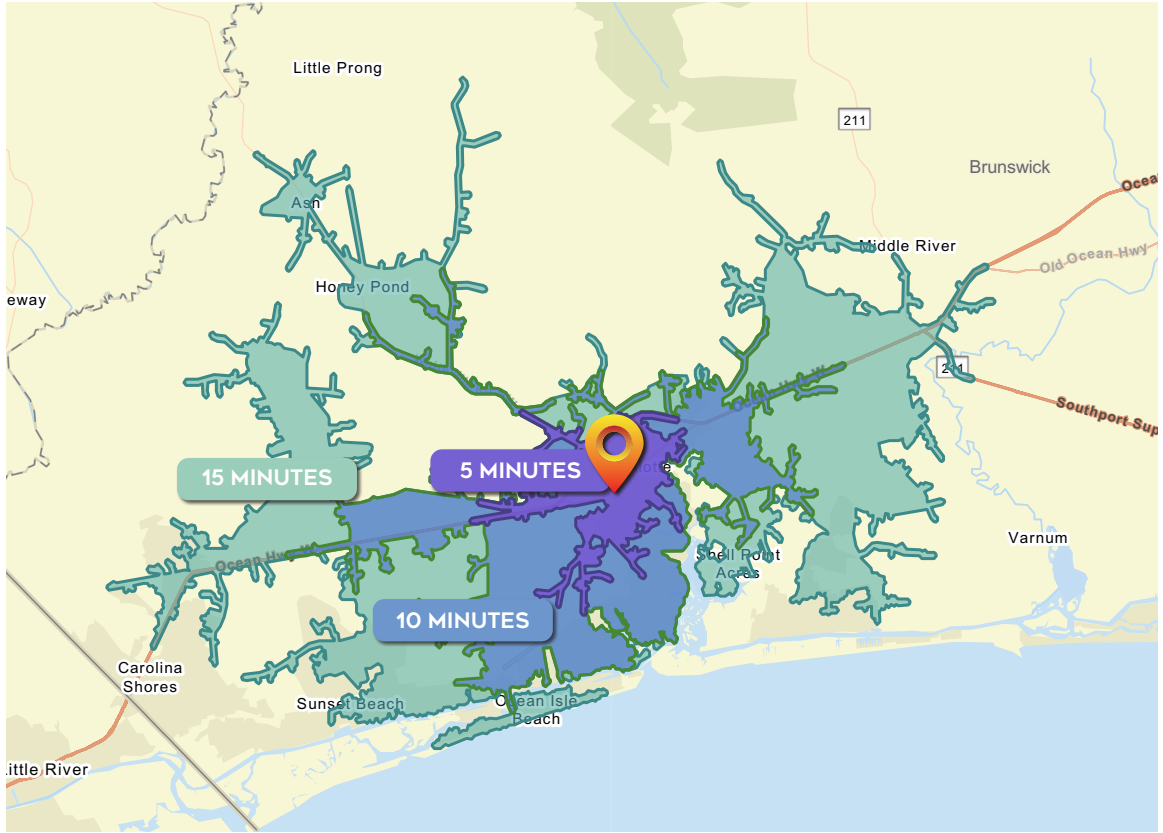 Little Prong
211
Brunswick
Ocea
Ash
Middle River
Old Ocean Hwy
Honey Pond
eway
211
Southport Sup
otte
5 MINUTES
15 MINUTES
Ocean Hwy W
Varnum
Shell Point
Acres
10 MINUTES
Carolina
Shores
Sunset Beach
Ocean Isle
Beach
Little River